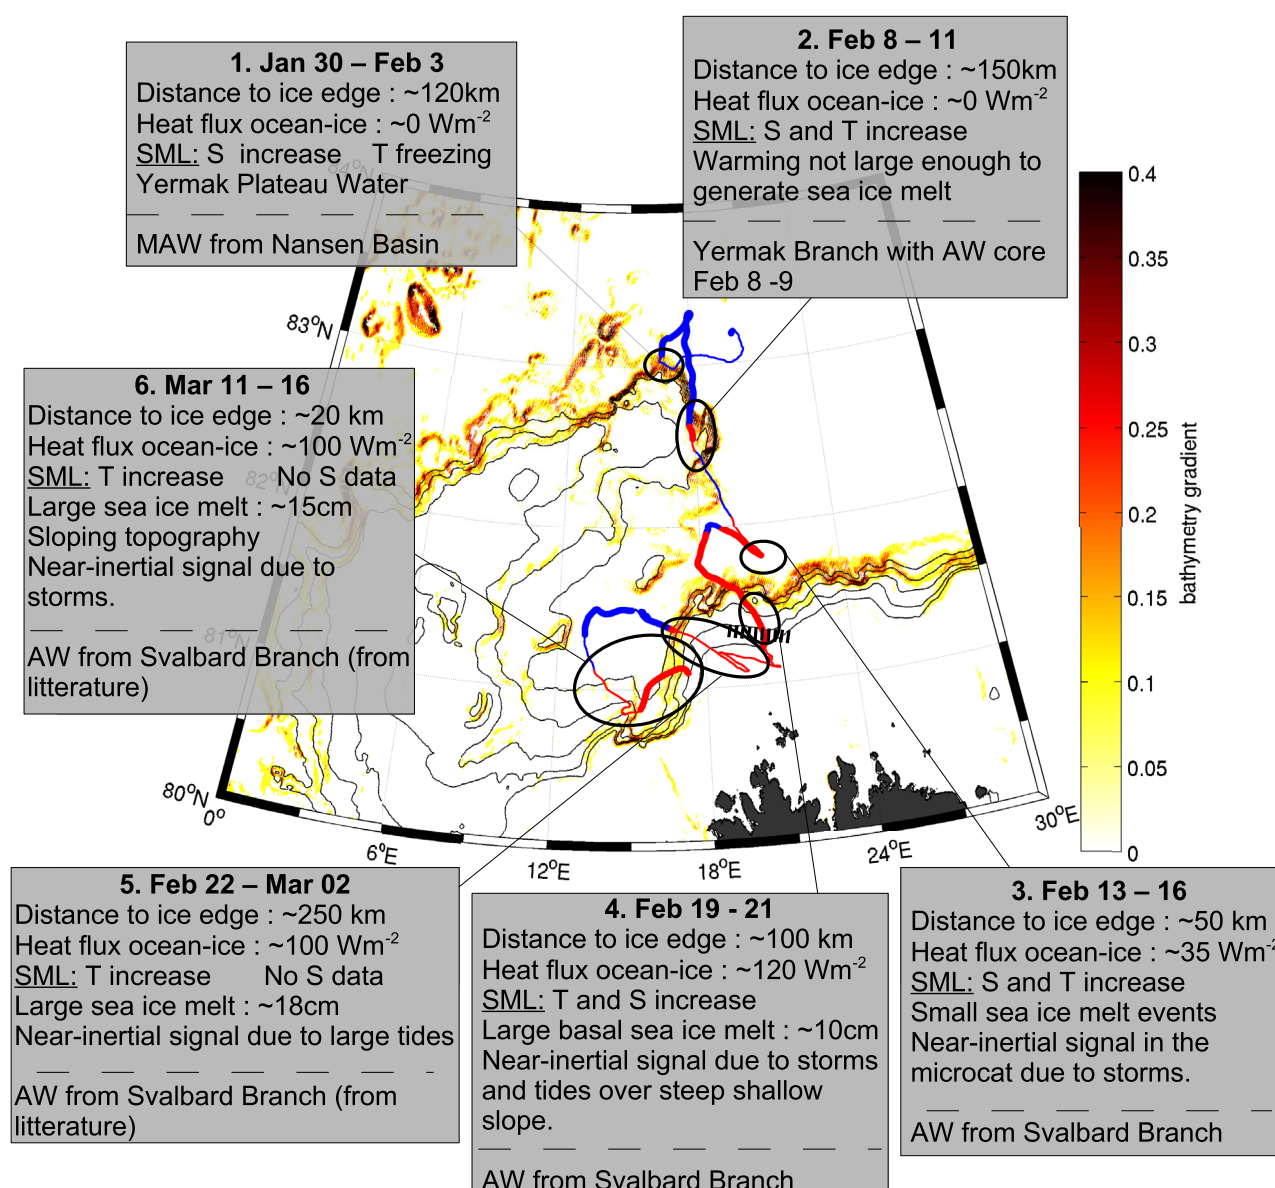 1. Jan 30 – Feb 3
Distance to ice edge : ~120km
Heat flux ocean-ice : ~0 Wm-2
SML: S increase T freezing
Yermak Plateau Water
MAW from Nansen Basin
2. Feb 8 – 11
Distance to ice edge : ~150km
Heat flux ocean-ice : ~0 Wm-2
SML: S and T increase
Warming not large enough to
generate sea ice melt
Yermak Branch with AW core
Feb 8 -9
6. Mar 11 – 16
Distance to ice edge : ~20 km
Heat flux ocean-ice : ~100 Wm-2
SML: T increase No S data
Large sea ice melt : ~15cm
Sloping topography
Near-inertial signal due to
storms.
AW from Svalbard Branch (from
litterature)
84°N
83°N
82°N
81°N
80°N
0°
6°E
12°E
18°E
24°E
30°E
0.4
0.35
0.3
0.25
0.2
0.15
0.1
0.05
0
bathymetry gradient
5. Feb 22 – Mar 02
Distance to ice edge : ~250 km
Heat flux ocean-ice : ~100 Wm-2
SML: T increase No S data
Large sea ice melt : ~18cm
Near-inertial signal due to large tides
AW from Svalbard Branch (from
litterature)
4. Feb 19 - 21
Distance to ice edge : ~100 km
Heat flux ocean-ice : ~120 Wm-2
SML: T and S increase
Large basal sea ice melt : ~10cm
Near-inertial signal due to storms
and tides over steep shallow
slope.
AW from Svalbard Branch
3. Feb 13 – 16
Distance to ice edge : ~50 km
Heat flux ocean-ice : ~35 Wm-2
SML: S and T increase
Small sea ice melt events
Near-inertial signal in the
microcat due to storms.
AW from Svalbard Branch